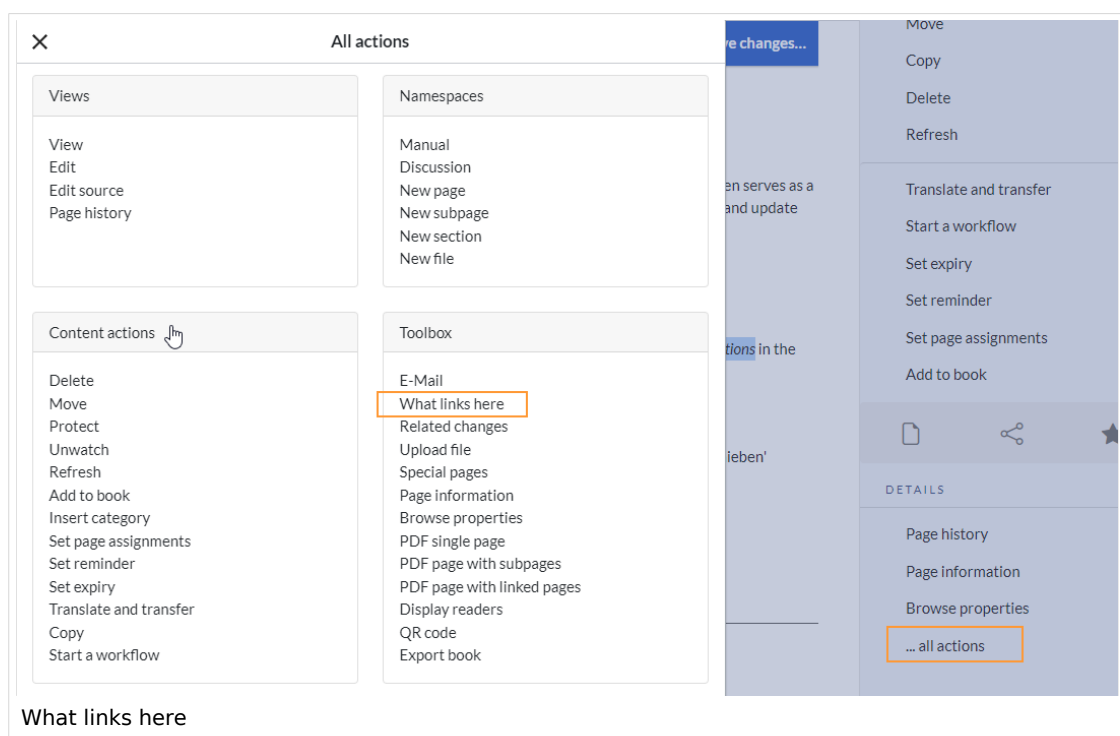 All actions
Views
View
Edit
Edit source
Page history
Namespaces
Manual
Discussion
New page
New subpage
New section
New file
Content actions
Delete
Move
Protect
Unwatch
Refresh
Add to book
Insert category
Set page assignments
Set reminder
Set expiry
Translate and transfer
Copy
Start a workflow
Toolbox
E-Mail
What links here
Related changes
Upload file
Special pages
Page information
Browse properties
PDF single page
PDF page with subpages
PDF page with linked pages
Display readers
QR code
Export book
e changes...
en serves as a
and update
tions in the
ieben'
Move
Copy
Delete
Refresh
Translate and transfer
Start a workflow
Set expiry
Set reminder
Set page assignments
Add to book
DETAILS
Page history
Page information
Browse properties
... all actions
What links here